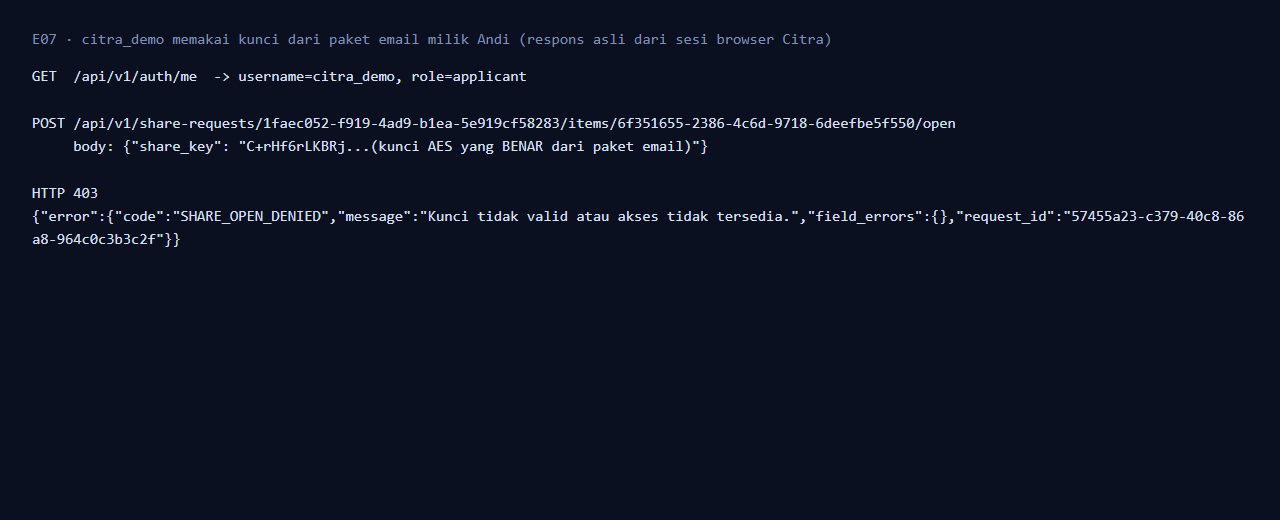 E07 · citra_demo memakai kunci dari paket email milik Andi (respons asli dari sesi browser Citra)
GET  /api/v1/auth/me  -> username=citra_demo, role=applicant
POST /api/v1/share-requests/1faec052-f919-4ad9-b1ea-5e919cf58283/items/6f351655-2386-4c6d-9718-6deefbe5f550/open
body: {"share_key": "C+rHf6rLKBRj...(kunci AES yang BENAR dari paket email)"}
HTTP 403
{"error":{"code":"SHARE_OPEN_DENIED","message":"Kunci tidak valid atau akses tidak tersedia.","field_errors":{},"request_id":"57455a23-c379-40c8-86
a8-964c0c3b3c2f"}}